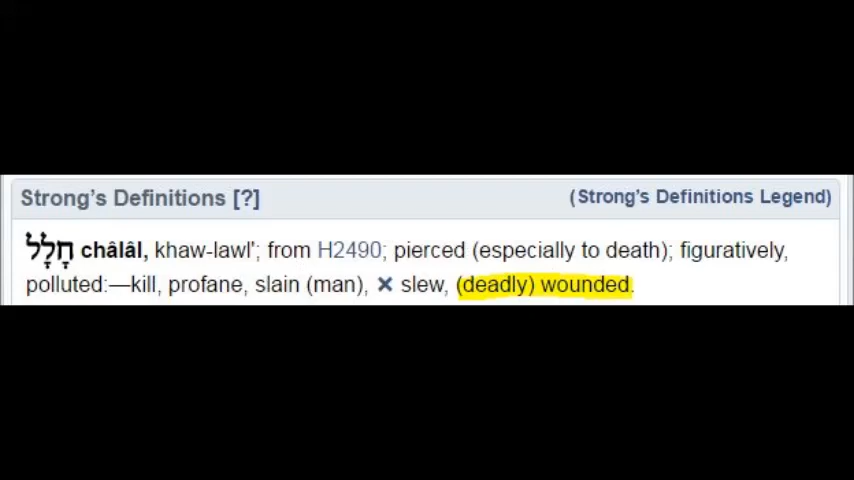 Strong's Definitions [?] (Strong's Definitions Legend)
חָלָל châlâl, khaw-lawl'; from H2490; pierced (especially to death); figuratively,
polluted:—kill, profane, slain (man), × slew, (deadly) wounded.